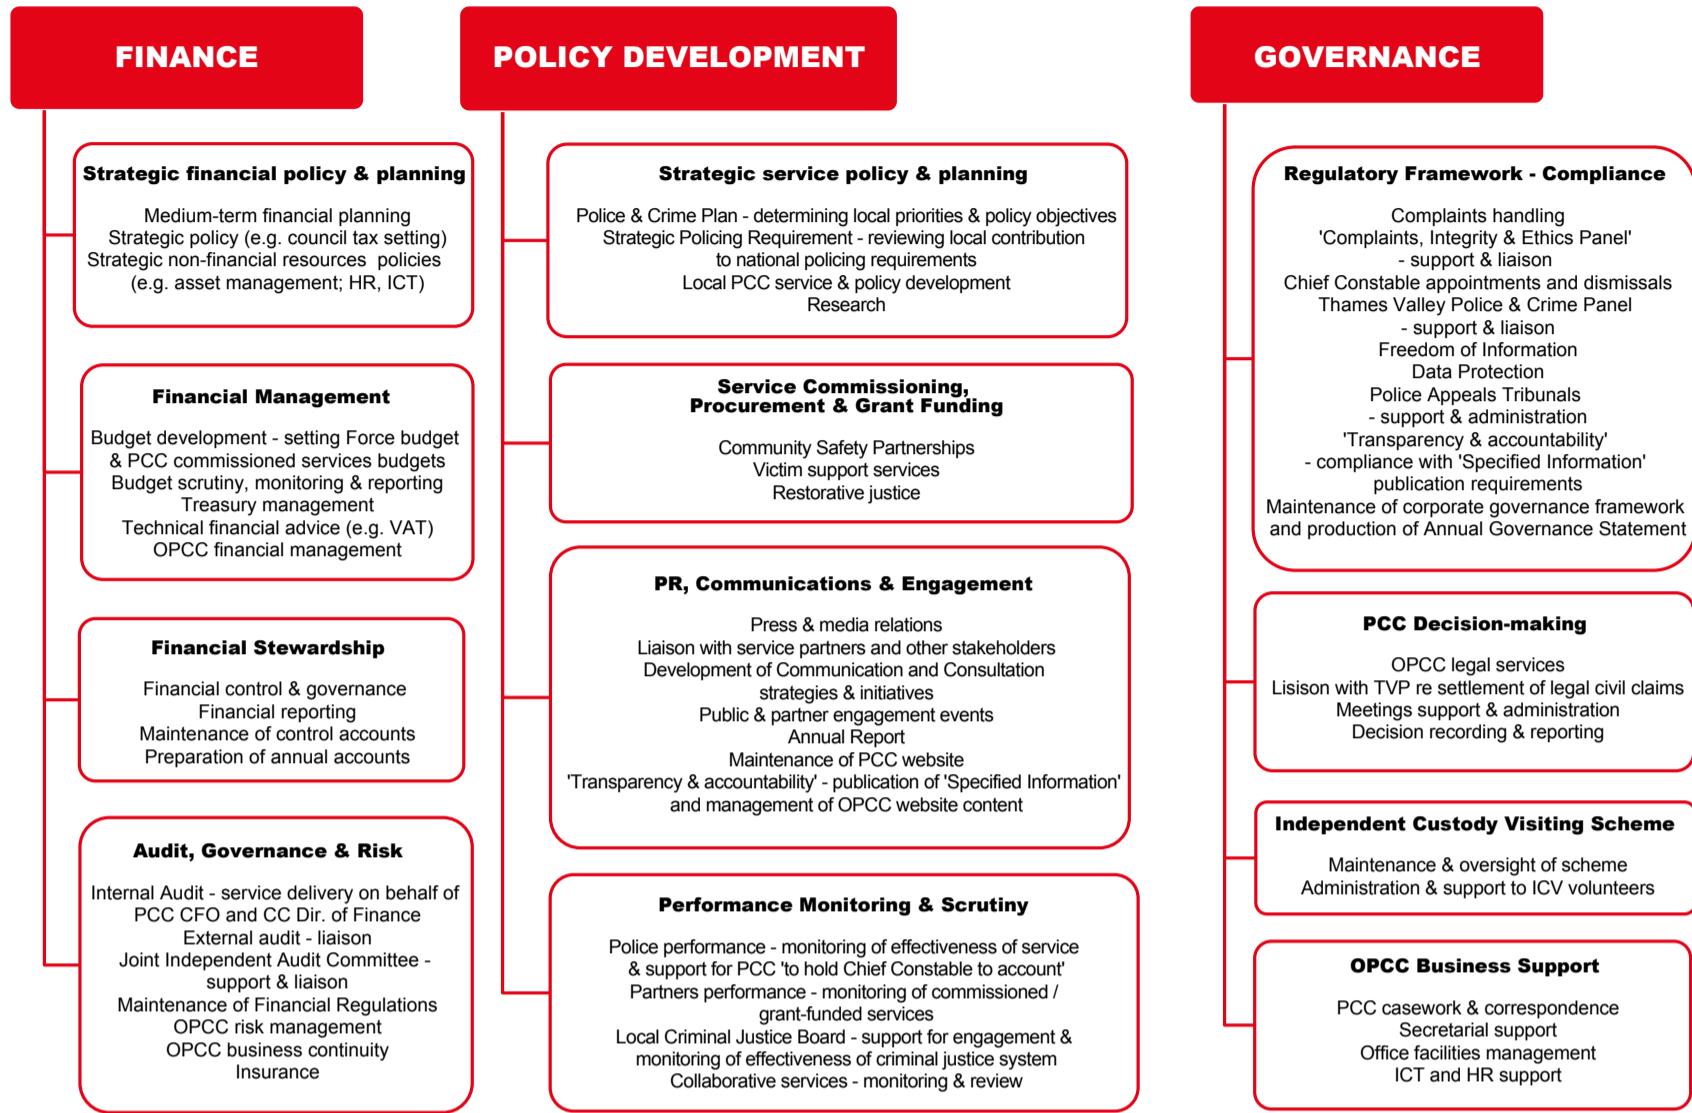 FINANCE
Strategic financial policy & planning
Medium-term financial planning
Strategic policy (e.g. council tax setting)
Strategic non-financial resources policies
(e.g. asset management; HR, ICT)
Financial Management
Budget development - setting Force budget
& PCC commissioned services budgets
Budget scrutiny, monitoring & reporting
Treasury management
Technical financial advice (e.g. VAT)
OPCC financial management
Financial Stewardship
Financial control & governance
Financial reporting
Maintenance of control accounts
Preparation of annual accounts
Audit, Governance & Risk
Internal Audit - service delivery on behalf of
PCC CFO and CC Dir. of Finance
External audit - liaison
Joint Independent Audit Committee -
support & liaison
Maintenance of Financial Regulations
OPCC risk management
OPCC business continuity
Insurance
POLICY DEVELOPMENT
Strategic service policy & planning
Police & Crime Plan - determining local priorities & policy objectives
Strategic Policing Requirement - reviewing local contribution
to national policing requirements
Local PCC service & policy development
Research
Service Commissioning,
Procurement & Grant Funding
Community Safety Partnerships
Victim support services
Restorative justice
PR, Communications & Engagement
Press & media relations
Liaison with service partners and other stakeholders
Development of Communication and Consultation
strategies & initiatives
Public & partner engagement events
Annual Report
Maintenance of PCC website
'Transparency & accountability' - publication of 'Specified Information'
and management of OPCC website content
Performance Monitoring & Scrutiny
Police performance - monitoring of effectiveness of service
& support for PCC 'to hold Chief Constable to account'
Partners performance - monitoring of commissioned /
grant-funded services
Local Criminal Justice Board - support for engagement &
monitoring of effectiveness of criminal justice system
Collaborative services - monitoring & review
GOVERNANCE
Regulatory Framework - Compliance
Complaints handling
'Complaints, Integrity & Ethics Panel'
- support & liaison
Chief Constable appointments and dismissals
Thames Valley Police & Crime Panel
- support & liaison
Freedom of Information
Data Protection
Police Appeals Tribunals
- support & administration
'Transparency & accountability'
- compliance with 'Specified Information'
publication requirements
Maintenance of corporate governance framework
and production of Annual Governance Statement
PCC Decision-making
OPCC legal services
Lisison with TVP re settlement of legal civil claims
Meetings support & administration
Decision recording & reporting
Independent Custody Visiting Scheme
Maintenance & oversight of scheme
Administration & support to ICV volunteers
OPCC Business Support
PCC casework & correspondence
Secretarial support
Office facilities management
ICT and HR support